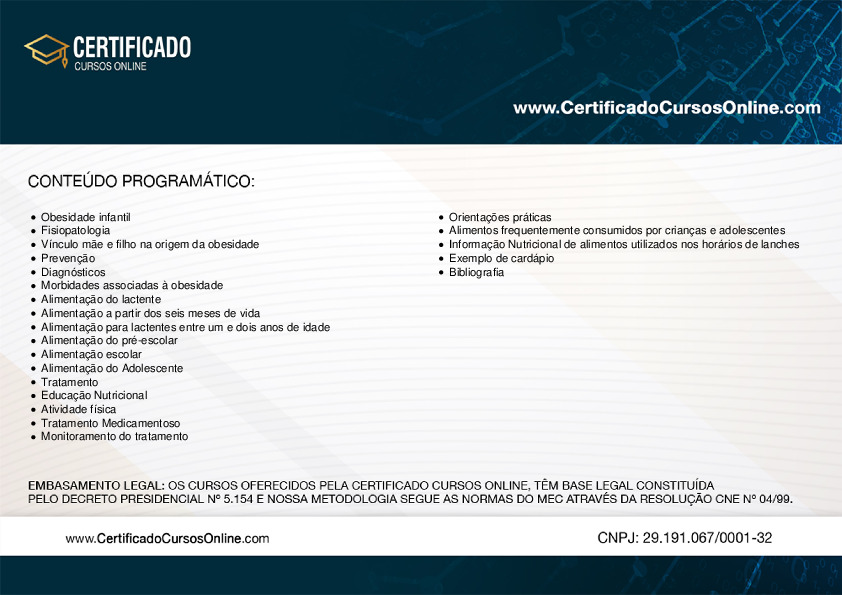 CERTIFICADO
CURSOS ONLINE
www.CertificadoCursosOnline.com
CONTEÚDO PROGRAMÁTICO:
• Obesidade infantil
• Fisiopatologia
• Vínculo mãe e filho na origem da obesidade
• Prevenção
• Diagnósticos
• Morbidades associadas à obesidade
• Alimentação do lactente
• Alimentação a partir dos seis meses de vida
• Alimentação para lactentes entre um e dois anos de idade
• Alimentação do pré-escolar
• Alimentação escolar
• Alimentação do Adolescente
• Tratamento
• Educação Nutricional
• Atividade física
• Tratamento Medicamentoso
• Monitoramento do tratamento
• Orientações práticas
• Alimentos frequentemente consumidos por crianças e adolescentes
• Informação Nutricional de alimentos utilizados nos horários de lanches
• Exemplo de cardápio
• Bibliografia
EMBASAMENTO LEGAL: OS CURSOS OFERECIDOS PELA CERTIFICADO CURSOS ONLINE, TÊM BASE LEGAL CONSTITUÍDA
PELO DECRETO PRESIDENCIAL Nº 5.154 E NOSSA METODOLOGIA SEGUE AS NORMAS DO MEC ATRAVÉS DA RESOLUÇÃO CNE Nº 04/99.
www.CertificadoCursosOnline.com
CNPJ: 29.191.067/0001-32